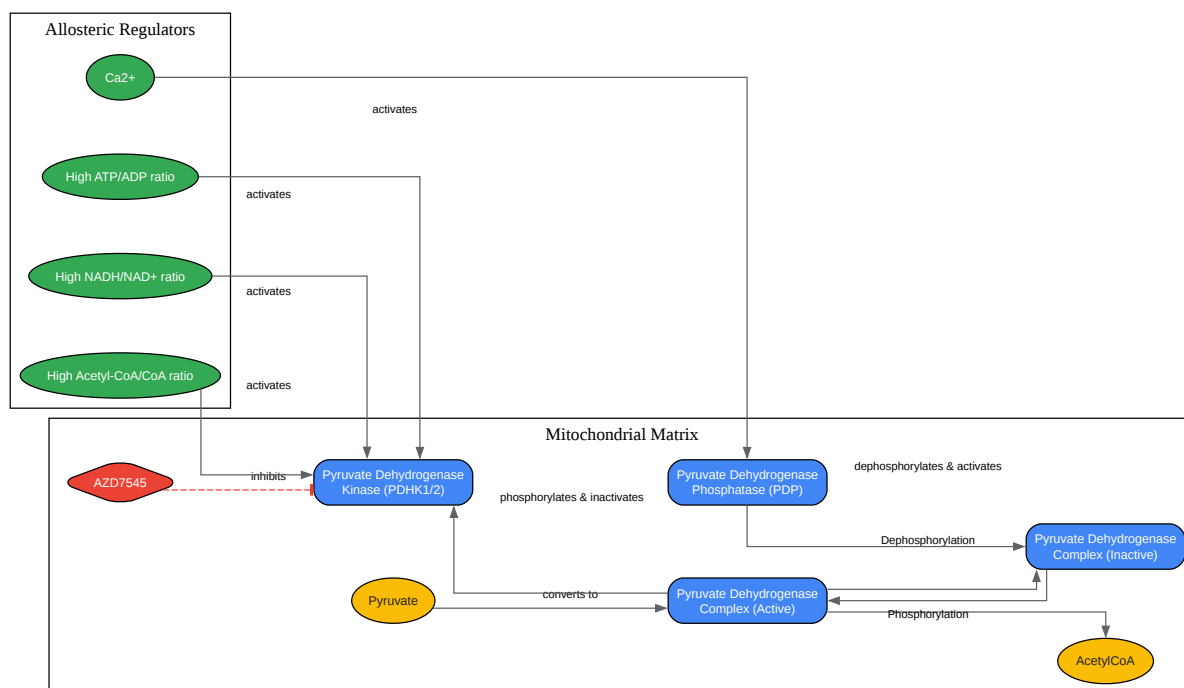 Allosteric Regulators
Ca2+
activates
High ATP/ADP ratio
activates
High NADH/NAD+ ratio
activates
High Acetyl-CoA/CoA ratio
activates
Mitochondrial Matrix
AZD7545
inhibits
Pyruvate Dehydrogenase
Kinase (PDHK1/2)
phosphorylates & inactivates
Pyruvate Dehydrogenase
Phosphatase (PDP)
dephosphorylates & activates
Dephosphorylation
Pyruvate Dehydrogenase
Complex (Inactive)
Pyruvate
converts to
Pyruvate Dehydrogenase
Complex (Active)
Phosphorylation
AcetylCoA